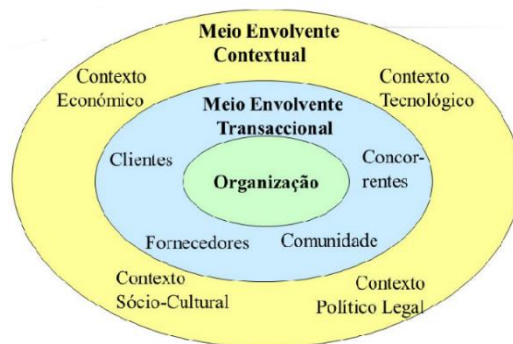 Meio Envolvente
Contextual
Contexto
Económico
Contexto
Tecnológico
Meio Envolvente
Transaccional
Clientes
Concor-
rentes
Organização
Fornecedores
Comunidade
Contexto
Sócio-Cultural
Contexto
Político Legal